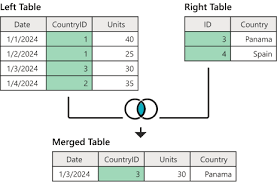 Left Table
Date CountryID Units
1/1/2024 1 40
1/2/2024 1 25
1/3/2024 3 30
1/4/2024 2 35
Right Table
ID Country
3 Panama
4 Spain
Merged Table
Date CountryID Units Country
1/3/2024 3 30 Panama